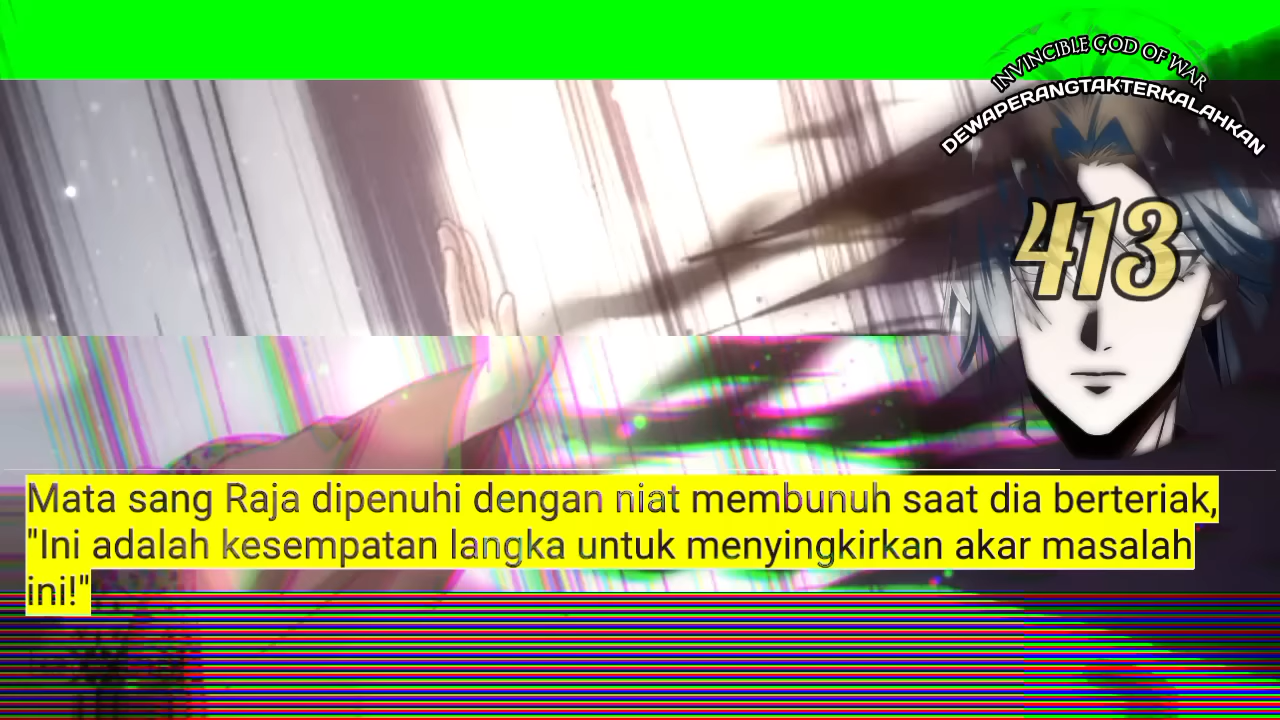 INVINCIBLE GOD OF WAR
DEWAPERANGTAKTERKALAHKAN
413
Mata sang Raja dipenuhi dengan niat membunuh saat dia berteriak,
"Ini adalah kesempatan langka untuk menyingkirkan akar masalah
ini!"